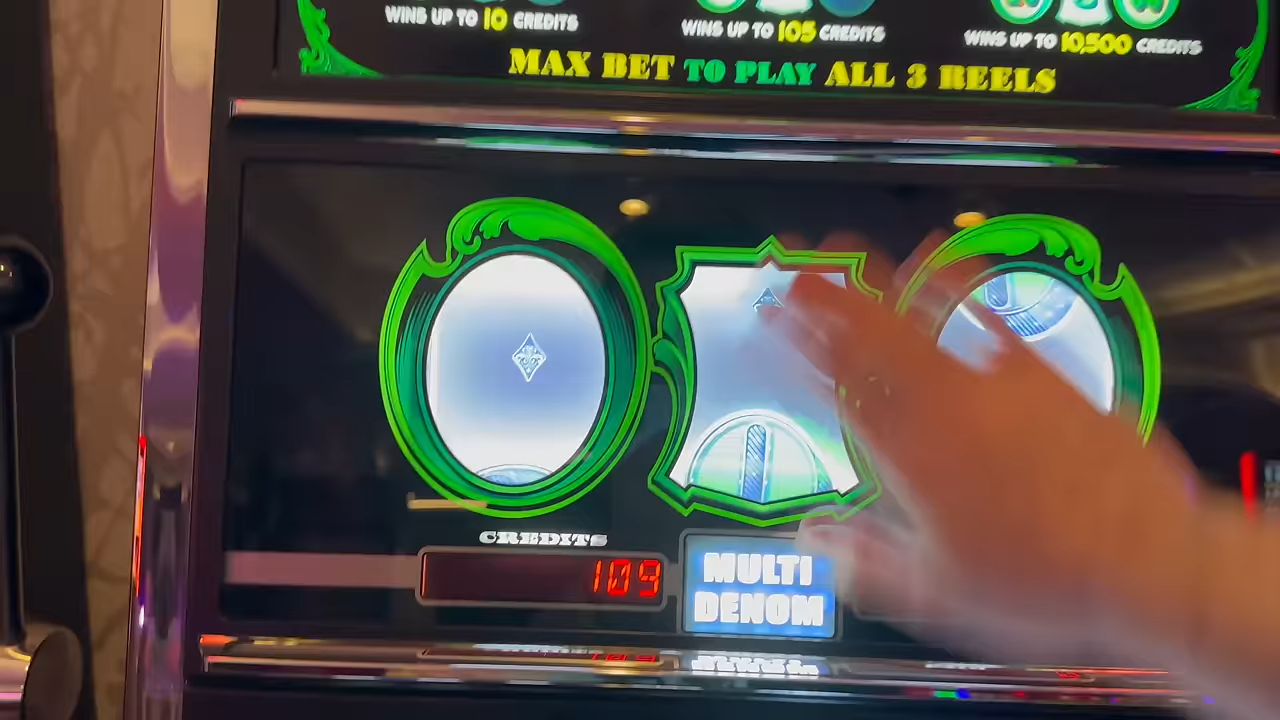 WINS UP TO 10 CREDITS
WINS UP TO 105 CREDITS
WINS UP TO 10,500 CREDITS
MAX BET TO PLAY ALL 3 REELS
CREDITS
109
MULTI
DENOM